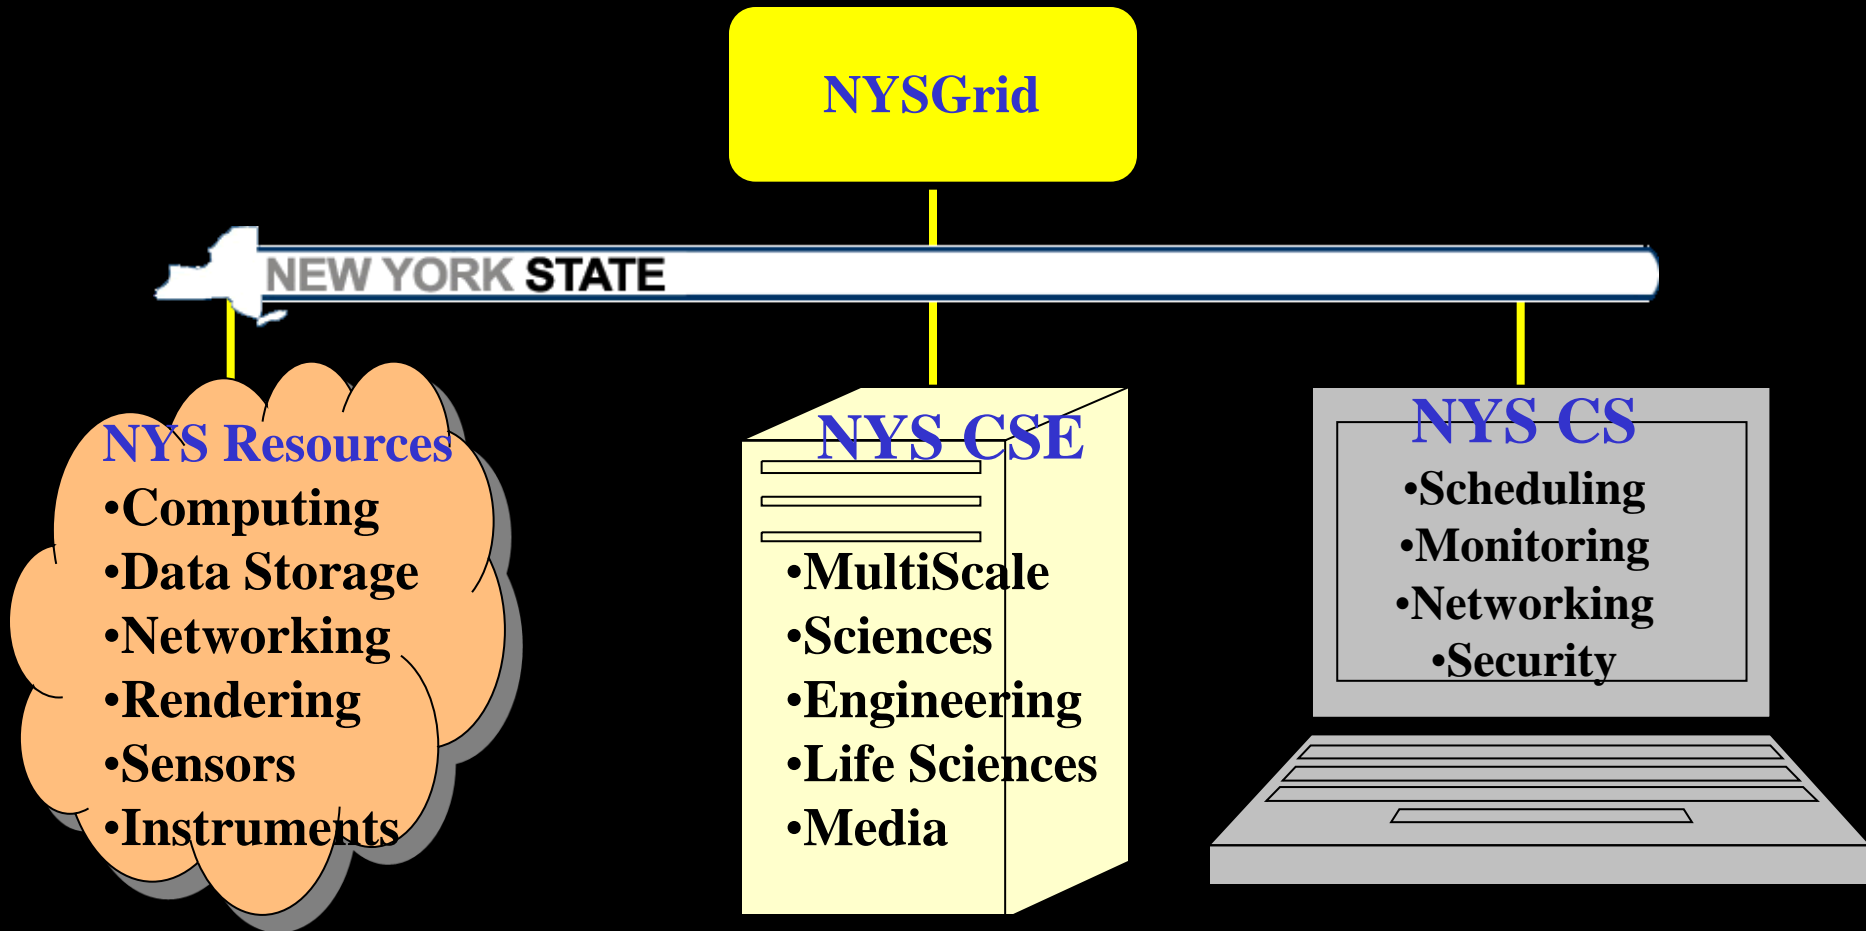 NYSGrid
NEW YORK STATE
NYS Resources
•Computing
•Data Storage
•Networking
•Rendering
•Sensors
•Instruments
NYS CSE
•MultiScale
•Sciences
•Engineering
•Life Sciences
•Media
NYS CS
•Scheduling
•Monitoring
•Networking
•Security